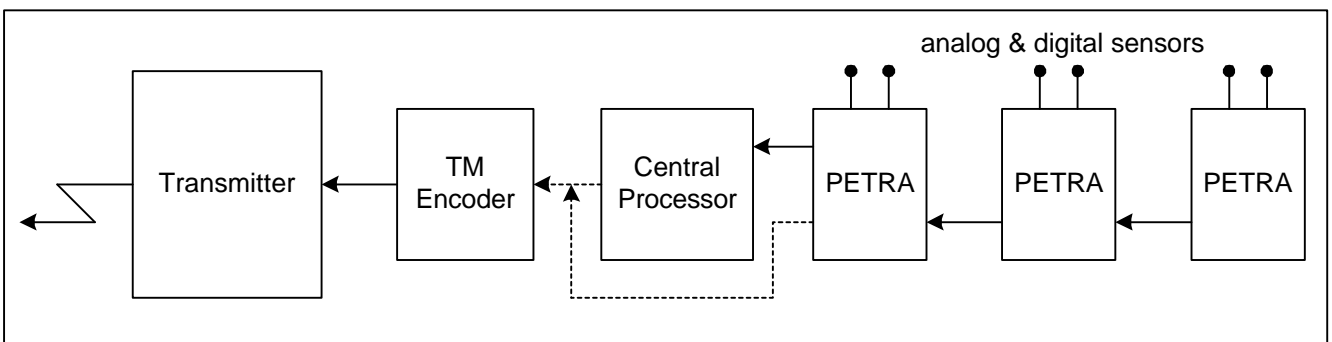 analog & digital sensors
Transmitter
TM
Encoder
Central
Processor
PETRA
PETRA
PETRA